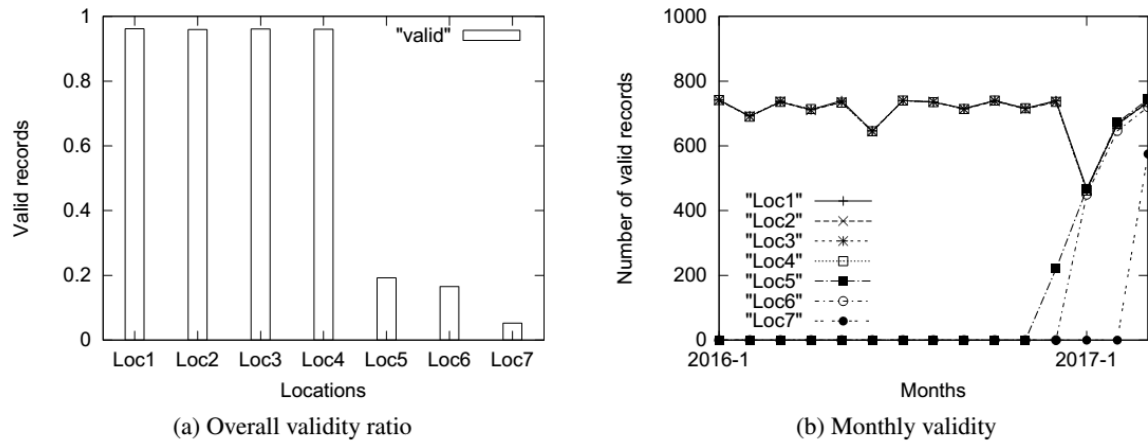 1
0.8
0.6
0.4
0.2
0
Valid records
"valid"
Loc1 Loc2 Loc3 Loc4 Loc5 Loc6 Loc7
Locations
(a) Overall validity ratio
1000
800
600
400
200
0
Number of valid records
"Loc1"
"Loc2"
"Loc3"
"Loc4"
"Loc5"
"Loc6"
"Loc7"
2016-1 2017-1
Months
(b) Monthly validity